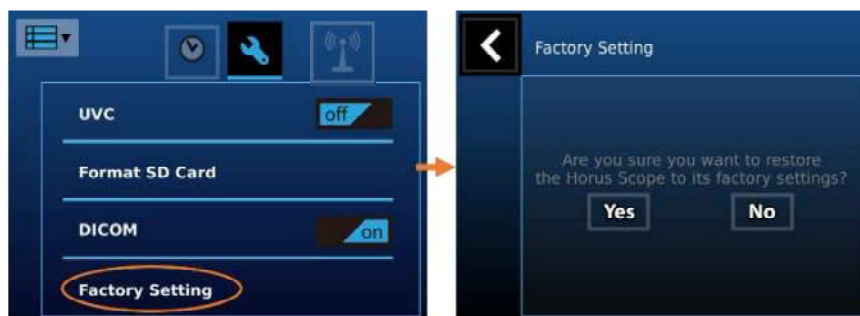 UVC
off
Format SD Card
DICOM
on
Factory Setting
Factory Setting
Are you sure you want to restore
the Horus Scope to its factory settings?
Yes
No